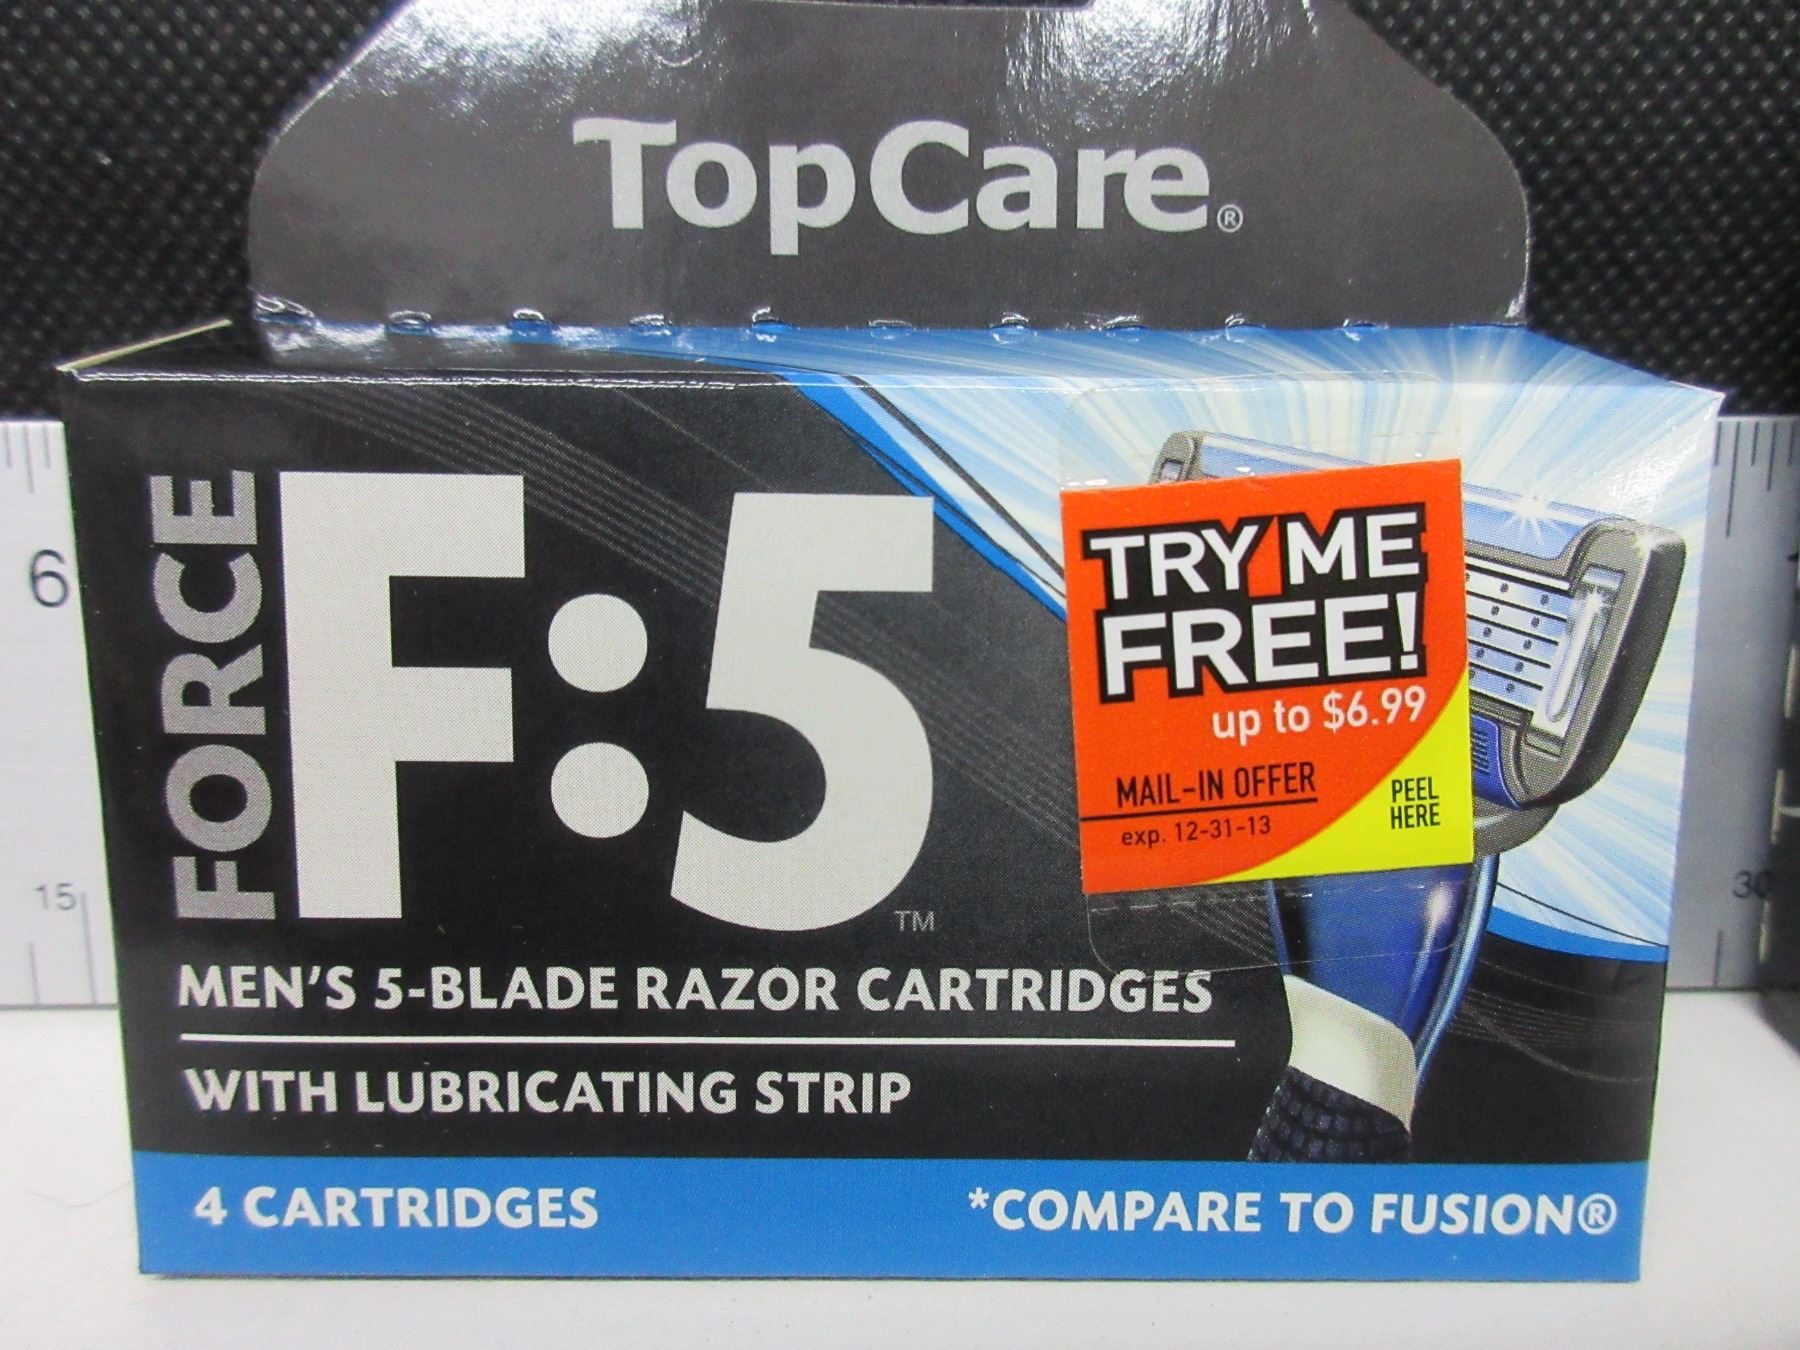 TopCare®
FORCE
F:5™
TRY ME
FREE!
up to $6.99
MAIL-IN OFFER
exp. 12-31-13
PEEL
HERE
MEN'S 5-BLADE RAZOR CARTRIDGES
WITH LUBRICATING STRIP
4 CARTRIDGES
*COMPARE TO FUSION®
6
15
30